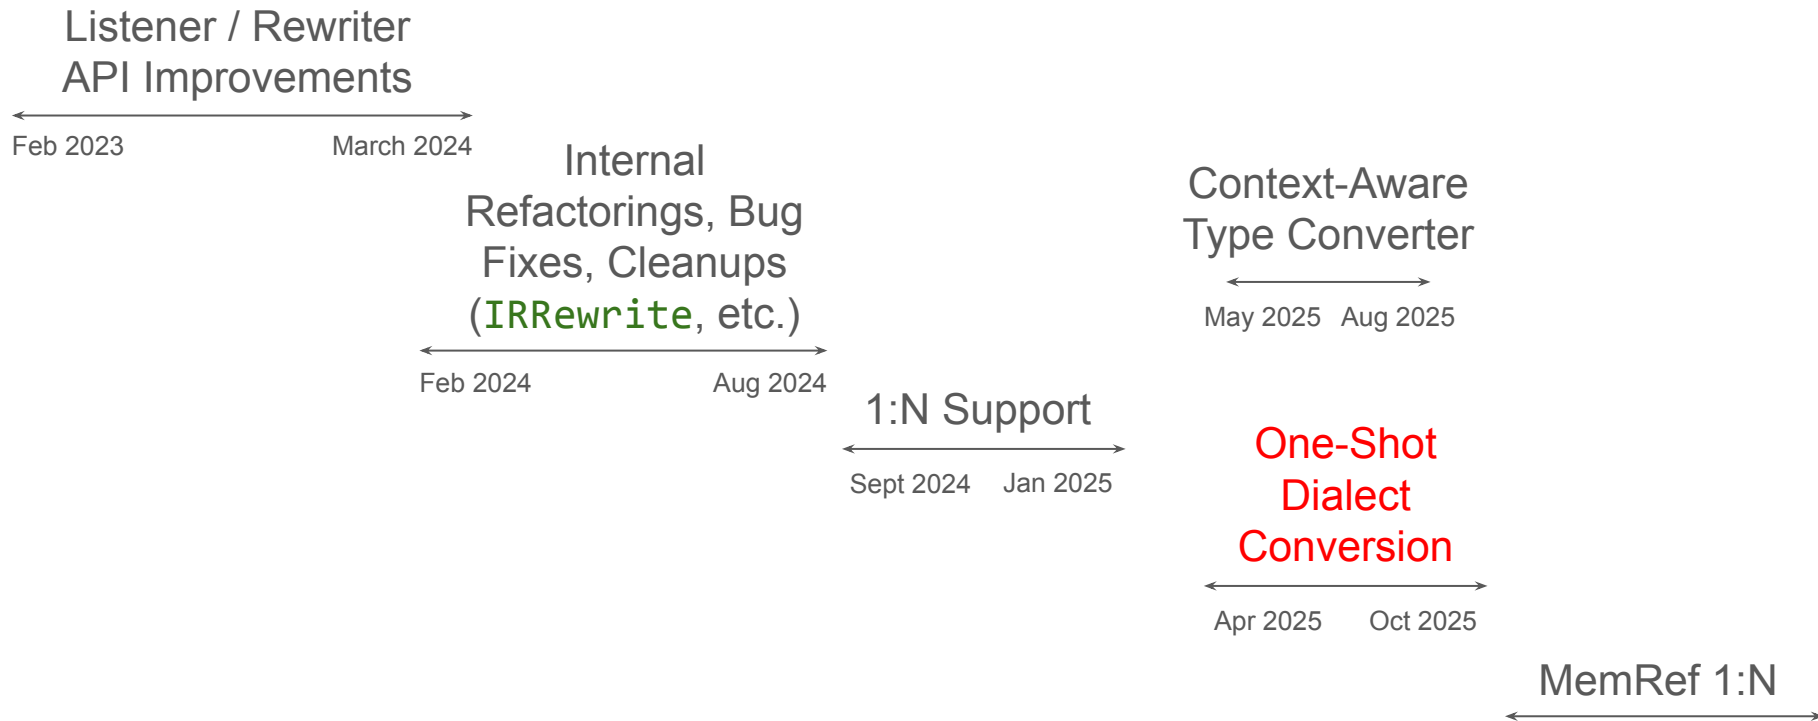 Listener / Rewriter
API Improvements
Feb 2023
March 2024
Internal
Refactorings, Bug
Fixes, Cleanups
(IRRewrite, etc.)
Feb 2024
Aug 2024
1:N Support
Sept 2024
Jan 2025
Context-Aware
Type Converter
May 2025
Aug 2025
One-Shot
Dialect
Conversion
Apr 2025
Oct 2025
MemRef 1:N